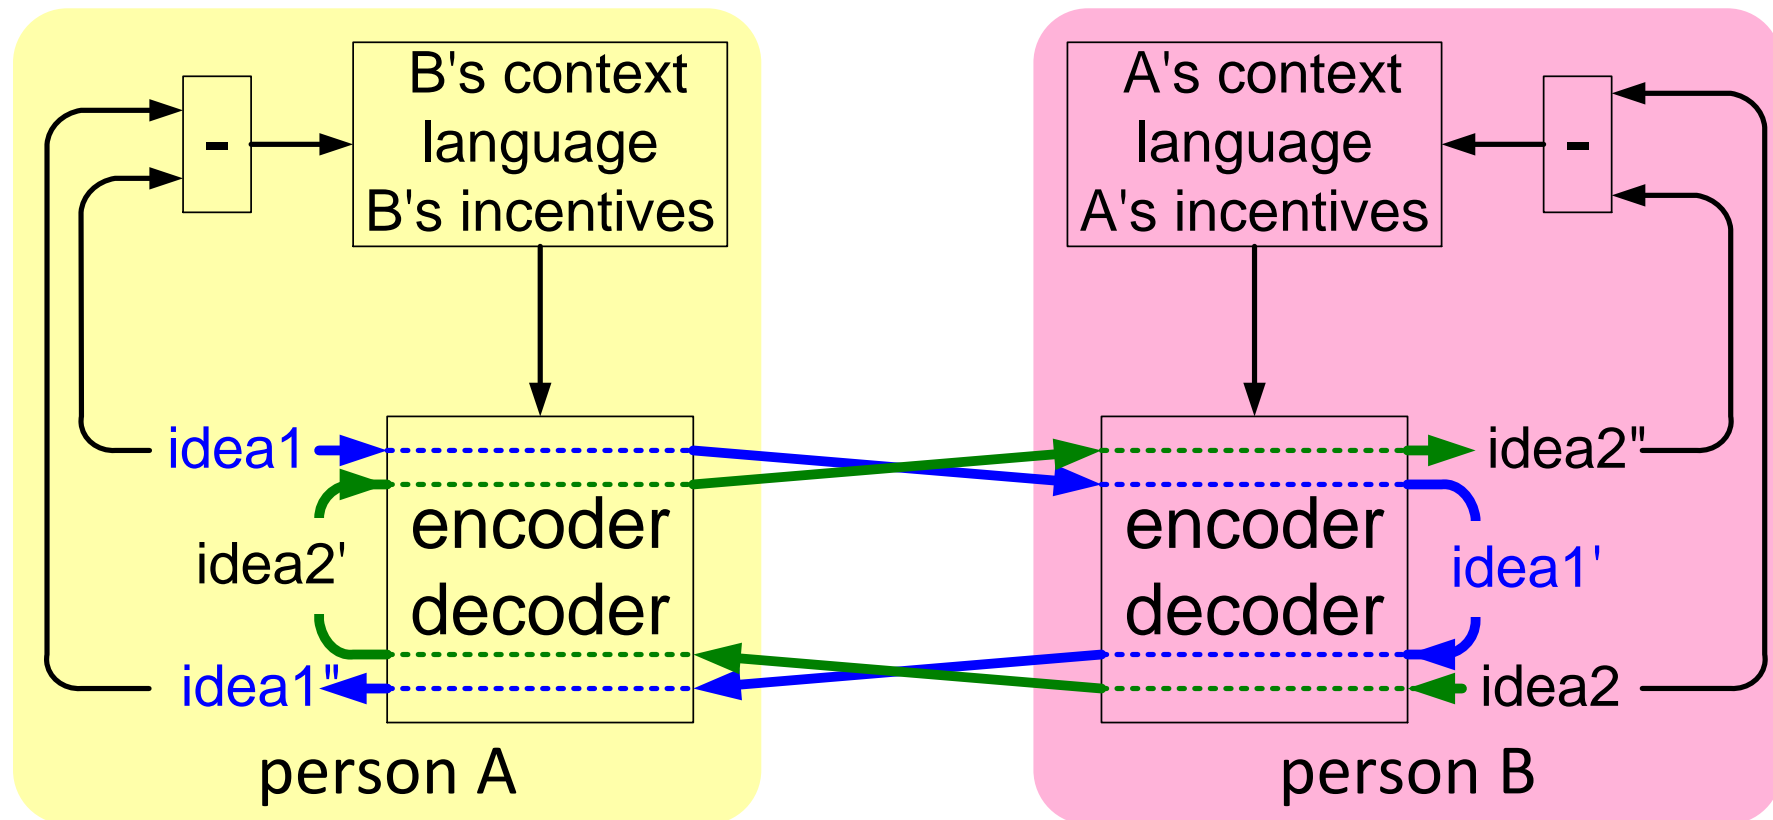 B's context
language
B's incentives
-
idea1
idea2'
idea1"
encoder
decoder
person A
A's context
language
A's incentives
-
encoder
decoder
idea2"
idea1'
idea2
person B